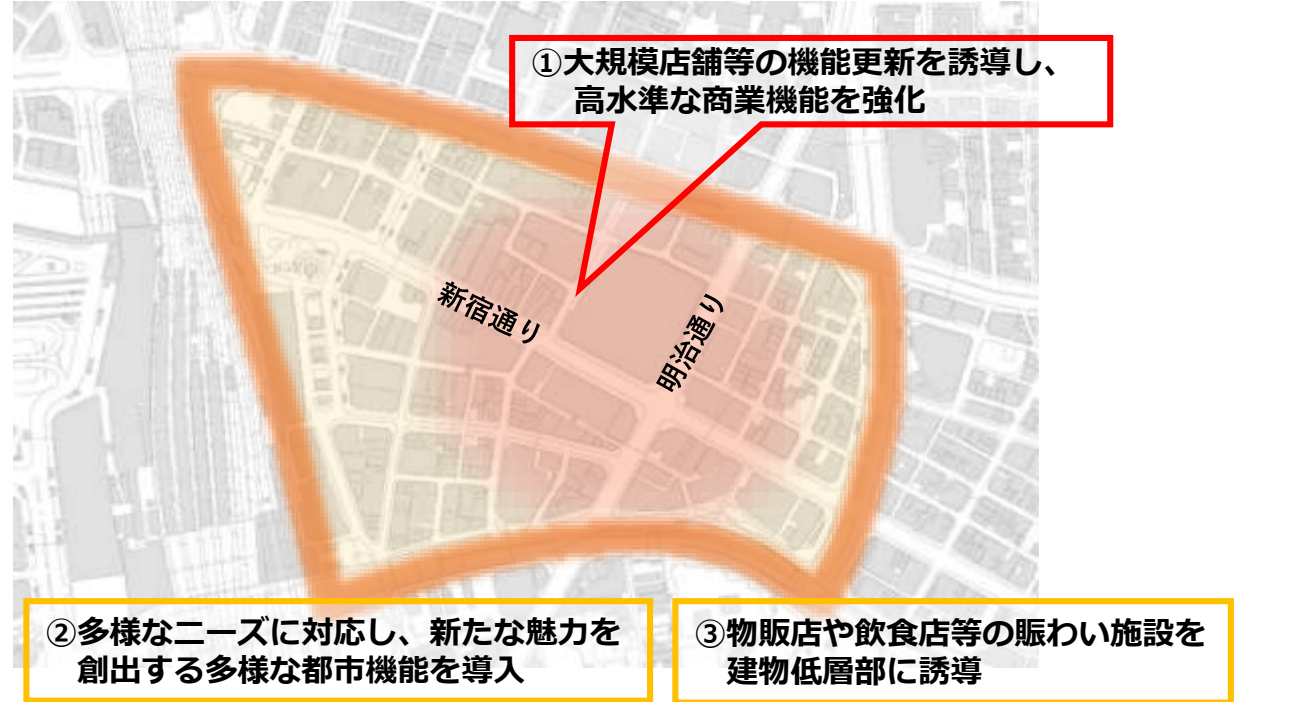 ①大規模店舗等の機能更新を誘導し、
高水準な商業機能を強化
新宿通り
明治通り
②多様なニーズに対応し、新たな魅力を
創出する多様な都市機能を導入
③物販店や飲食店等の賑わい施設を
建物低層部に誘導